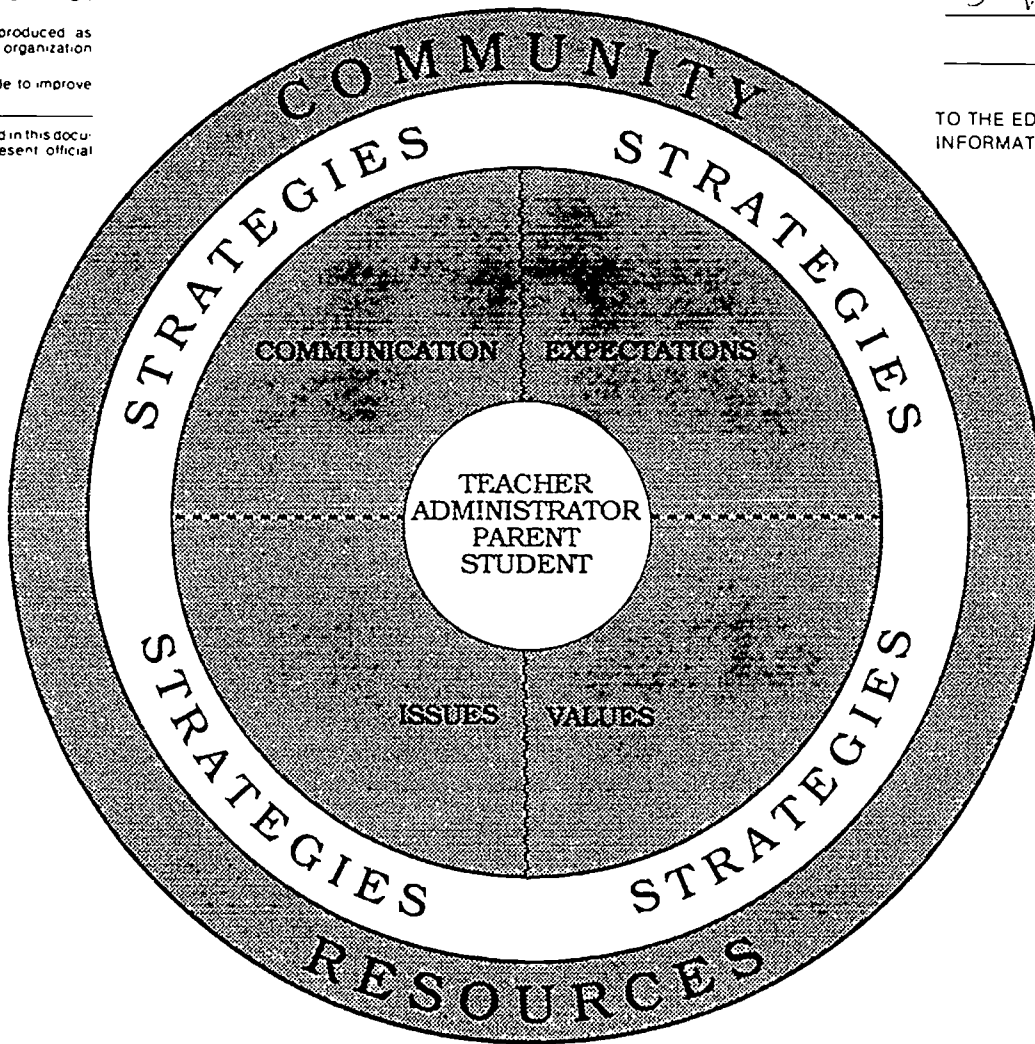 produced as
organization
to improve
d in this docu-
esent official
TO THE ED
INFORMAT
COMMUNITY
STRATEGIES STRATEGIES
COMMUNICATION EXPECTATIONS
TEACHER
ADMINISTRATOR
PARENT
STUDENT
ISSUES VALUES
STRATEGIES STRATEGIES
RESOURCES